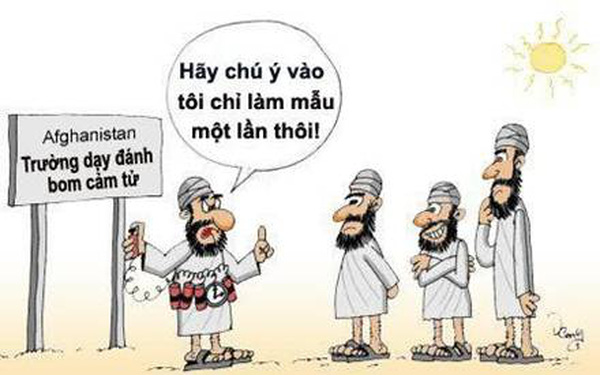 Afghanistan
Trường dạy đánh
bom cảm tử
Hãy chú ý vào
tôi chỉ làm mẫu
một lần thôi!